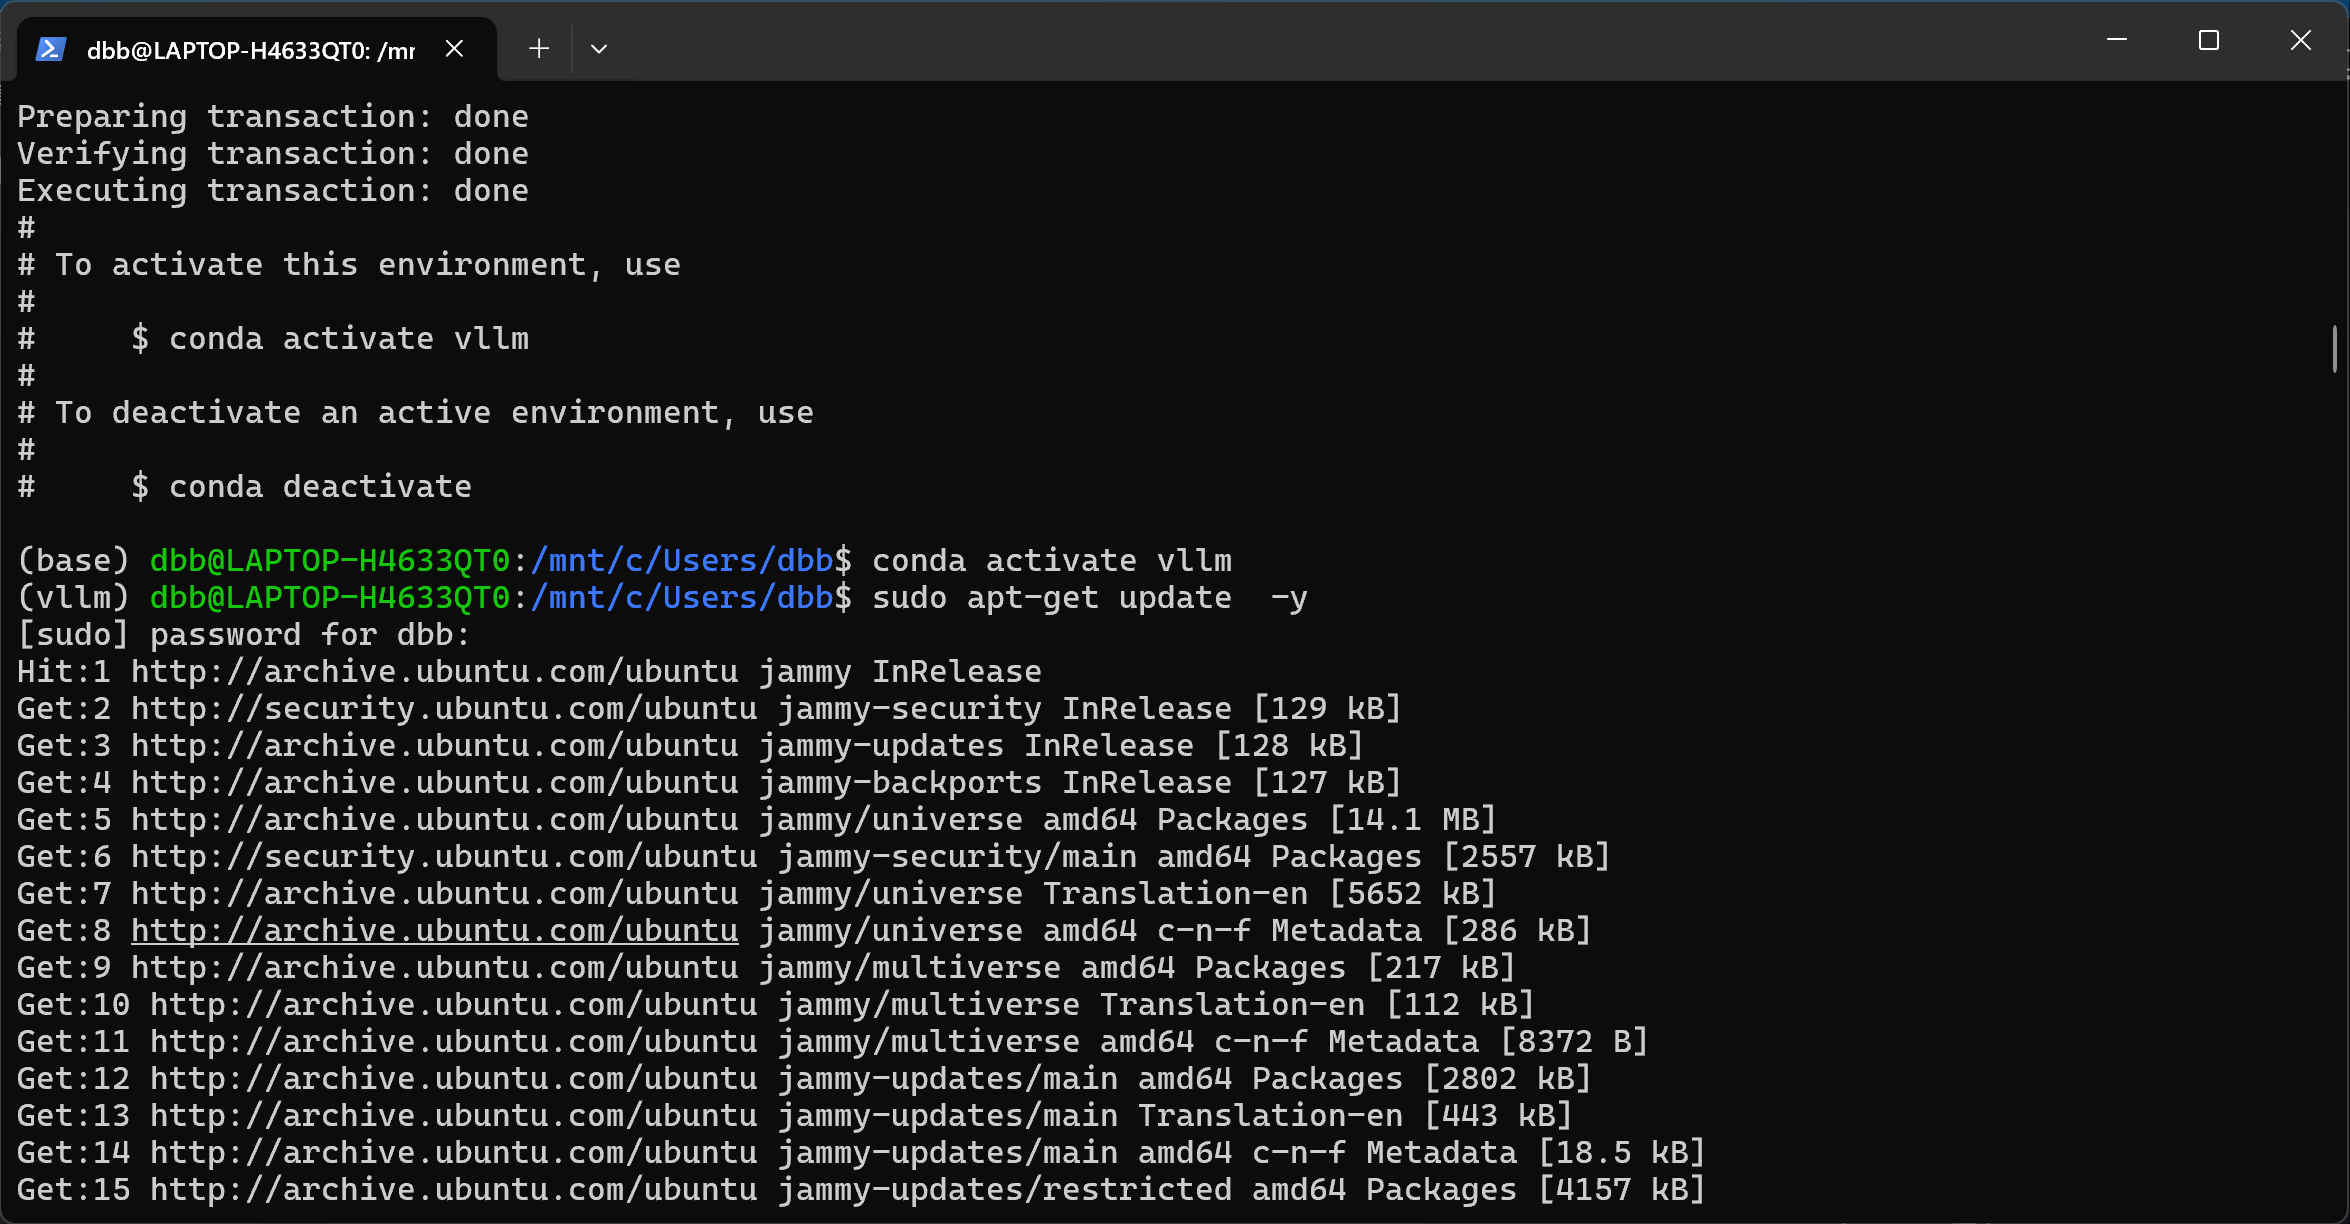 dbb@LAPTOP-H4633QT0: /mr
Preparing transaction: done
Verifying transaction: done
Executing transaction: done
#
# To activate this environment, use
#
#     $ conda activate vllm
#
# To deactivate an active environment, use
#
#     $ conda deactivate
(base) dbb@LAPTOP-H4633QT0:/mnt/c/Users/dbb$ conda activate vllm
(vllm) dbb@LAPTOP-H4633QT0:/mnt/c/Users/dbb$ sudo apt-get update  -y
[sudo] password for dbb:
Hit:1 http://archive.ubuntu.com/ubuntu jammy InRelease
Get:2 http://security.ubuntu.com/ubuntu jammy-security InRelease [129 kB]
Get:3 http://archive.ubuntu.com/ubuntu jammy-updates InRelease [128 kB]
Get:4 http://archive.ubuntu.com/ubuntu jammy-backports InRelease [127 kB]
Get:5 http://archive.ubuntu.com/ubuntu jammy/universe amd64 Packages [14.1 MB]
Get:6 http://security.ubuntu.com/ubuntu jammy-security/main amd64 Packages [2557 kB]
Get:7 http://archive.ubuntu.com/ubuntu jammy/universe Translation-en [5652 kB]
Get:8 http://archive.ubuntu.com/ubuntu jammy/universe amd64 c-n-f Metadata [286 kB]
Get:9 http://archive.ubuntu.com/ubuntu jammy/multiverse amd64 Packages [217 kB]
Get:10 http://archive.ubuntu.com/ubuntu jammy/multiverse Translation-en [112 kB]
Get:11 http://archive.ubuntu.com/ubuntu jammy/multiverse amd64 c-n-f Metadata [8372 B]
Get:12 http://archive.ubuntu.com/ubuntu jammy-updates/main amd64 Packages [2802 kB]
Get:13 http://archive.ubuntu.com/ubuntu jammy-updates/main Translation-en [443 kB]
Get:14 http://archive.ubuntu.com/ubuntu jammy-updates/main amd64 c-n-f Metadata [18.5 kB]
Get:15 http://archive.ubuntu.com/ubuntu jammy-updates/restricted amd64 Packages [4157 kB]